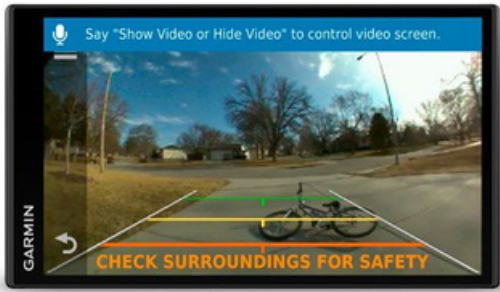 Say "Show Video or Hide Video" to control video screen.
GARMIN
CHECK SURROUNDINGS FOR SAFETY